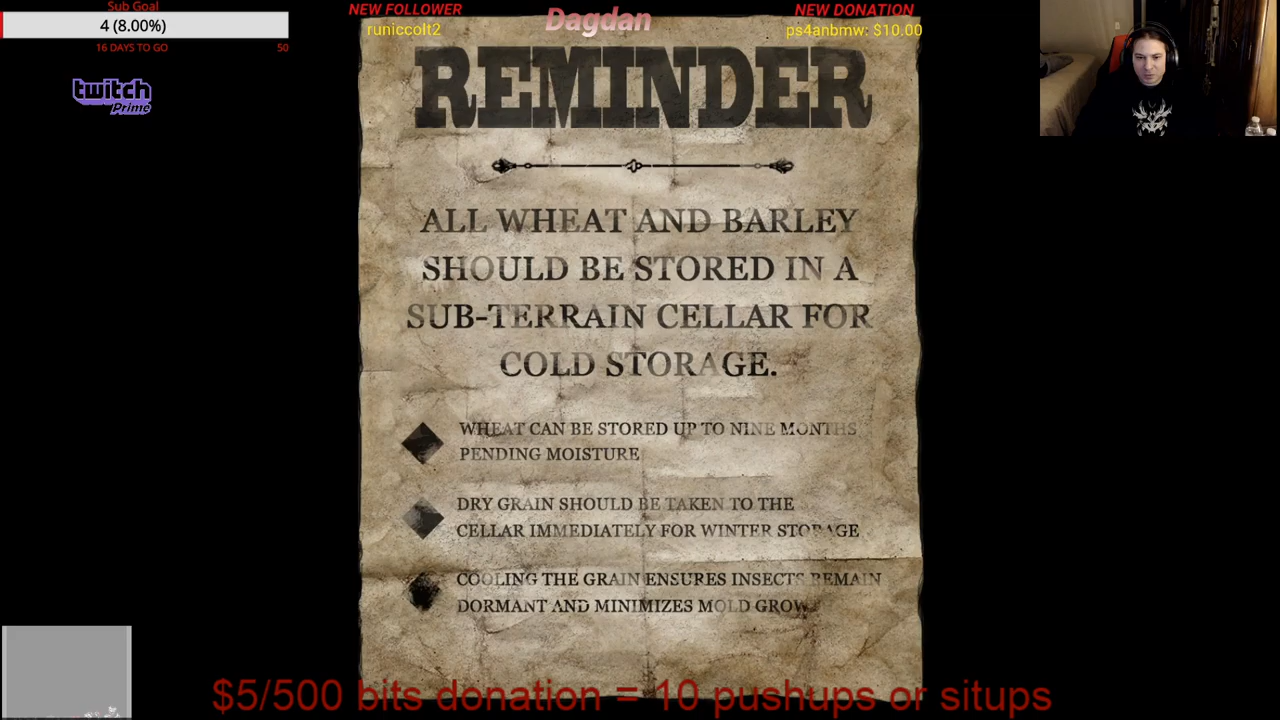 Sub Goal
4 (8.00%)
16 DAYS TO GO
50
twitch
Prime
NEW FOLLOWER
runiccolt2
Dagdan
NEW DONATION
ps4anbmw: $10.00
REMINDER
ALL WHEAT AND BARLEY
SHOULD BE STORED IN A
SUB-TERRAIN CELLAR FOR
COLD STORAGE.
WHEAT CAN BE STORED UP TO NINE MONTHS
PENDING MOISTURE
DRY GRAIN SHOULD BE TAKEN TO THE
CELLAR IMMEDIATELY FOR WINTER STORAGE
COOLING THE GRAIN ENSURES INSECTS REMAIN
DORMANT AND MINIMIZES MOLD GROWTH
$5/500 bits donation = 10 pushups or situps